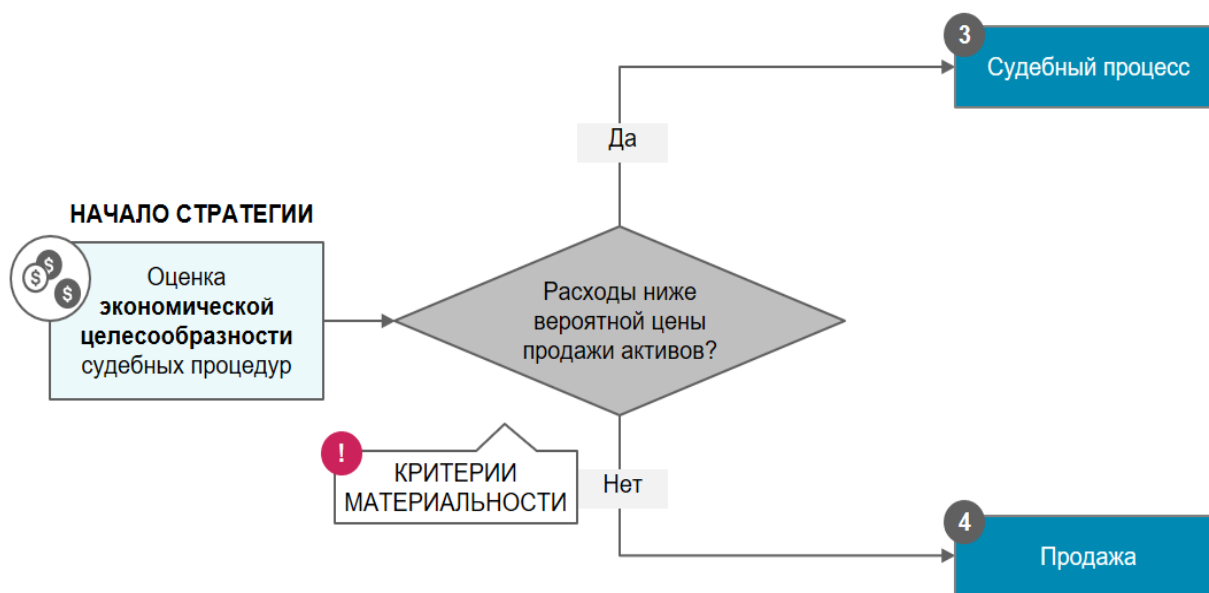 3
Судебный процесс
Да
НАЧАЛО СТРАТЕГИИ
$
$
$
Оценка
экономической
целесообразности
судебных процедур
Расходы ниже
вероятной цены
продажи активов?
!
КРИТЕРИИ
МАТЕРИАЛЬНОСТИ
Нет
4
Продажа